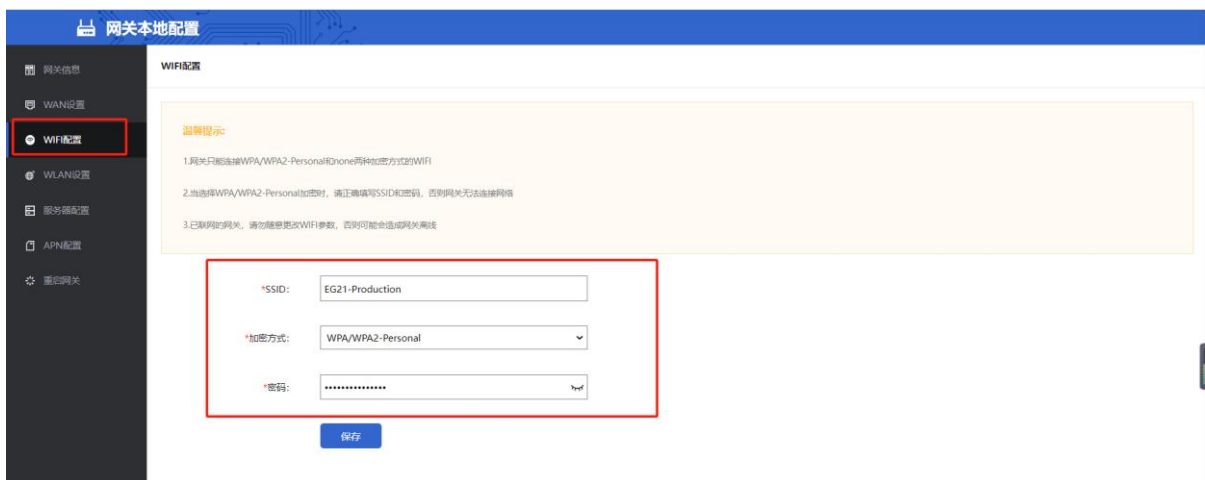 网关本地配置
网关信息
WAN设置
WIFI配置
WLAN设置
服务器配置
APN配置
重启网关
WIFI配置
温馨提示:
1.网关只能连接WPA/WPA2-Personal和none两种加密方式的WIFI
2.当选择WPA/WPA2-Personal加密时，请正确填写SSID和密码，否则网关无法连接网络
3.已联网的网关，请勿随意更改WIFI参数，否则可能会造成网关离线
*SSID: EG21-Production
*加密方式: WPA/WPA2-Personal
*密码: •••••••••••••••
保存